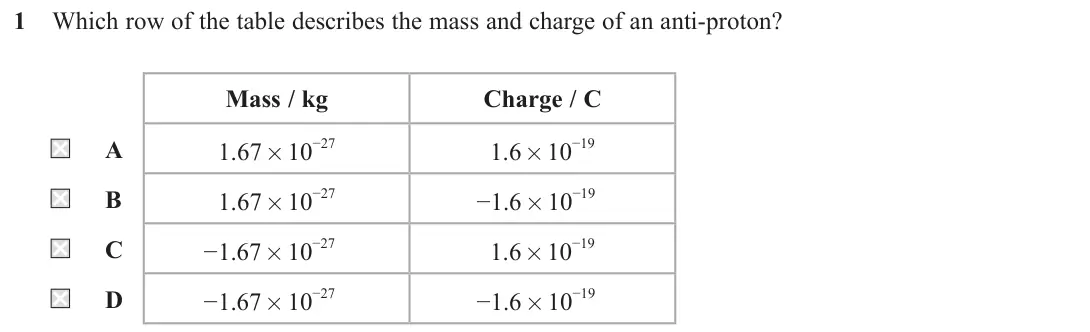 1 Which row of the table describes the mass and charge of an anti-proton?
Mass / kg Charge / C
A 1.67 × 10⁻²⁷ 1.6 × 10⁻¹⁹
B 1.67 × 10⁻²⁷ −1.6 × 10⁻¹⁹
C −1.67 × 10⁻²⁷ 1.6 × 10⁻¹⁹
D −1.67 × 10⁻²⁷ −1.6 × 10⁻¹⁹